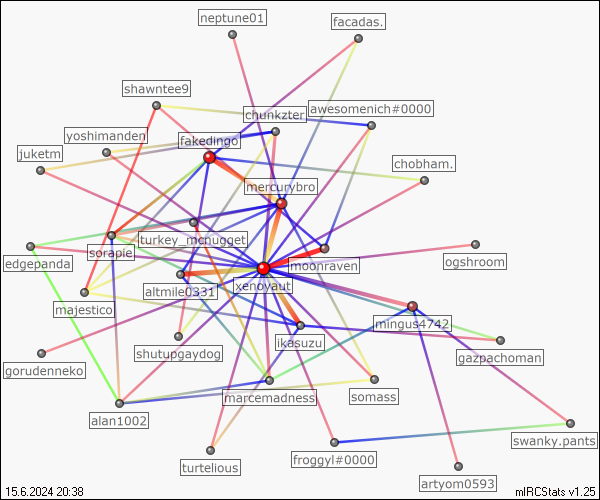 neptune01
facadas.
shawntee9
chunkzter
awesomenich#0000
yoshimanden
fakedingo
juketm
chobham.
mercurybro
turkey_mcnugget
sorapie
edgepanda
moonraven
ogshroom
altmile0331
xenoyaut
majestico
mingus4742
ikasuzu
shutupgaydog
gazpachoman
gorudenneko
marcemadness
somass
alan1002
swanky.pants
froggyl#0000
turtelious
artyom0593
15.6.2024 20:38
mIRCStats v1.25